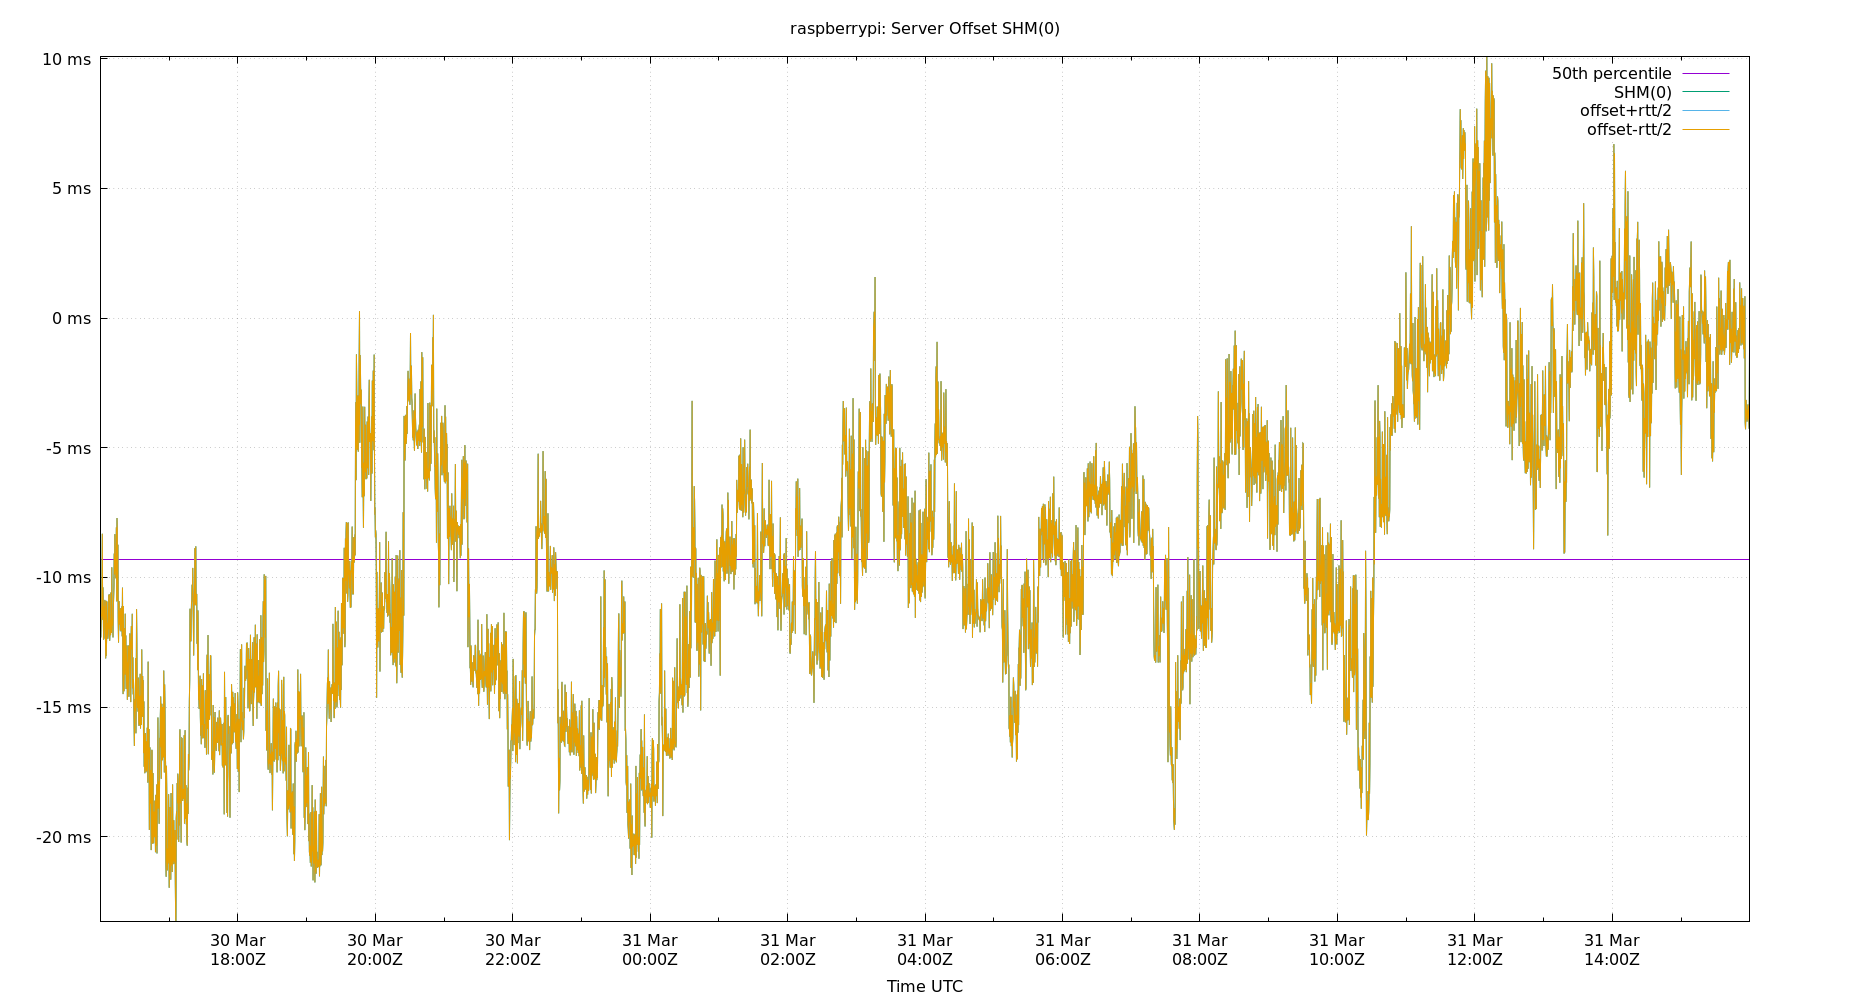 raspberrypi: Server Offset SHM(0)
10 ms
5 ms
0 ms
-5 ms
-10 ms
-15 ms
-20 ms
50th percentile
SHM(0)
offset+rtt/2
offset-rtt/2
30 Mar 30 Mar 30 Mar 31 Mar 31 Mar 31 Mar 31 Mar 31 Mar 31 Mar 31 Mar 31 Mar
18:00Z 20:00Z 22:00Z 00:00Z 02:00Z 04:00Z 06:00Z 08:00Z 10:00Z 12:00Z 14:00Z
Time UTC